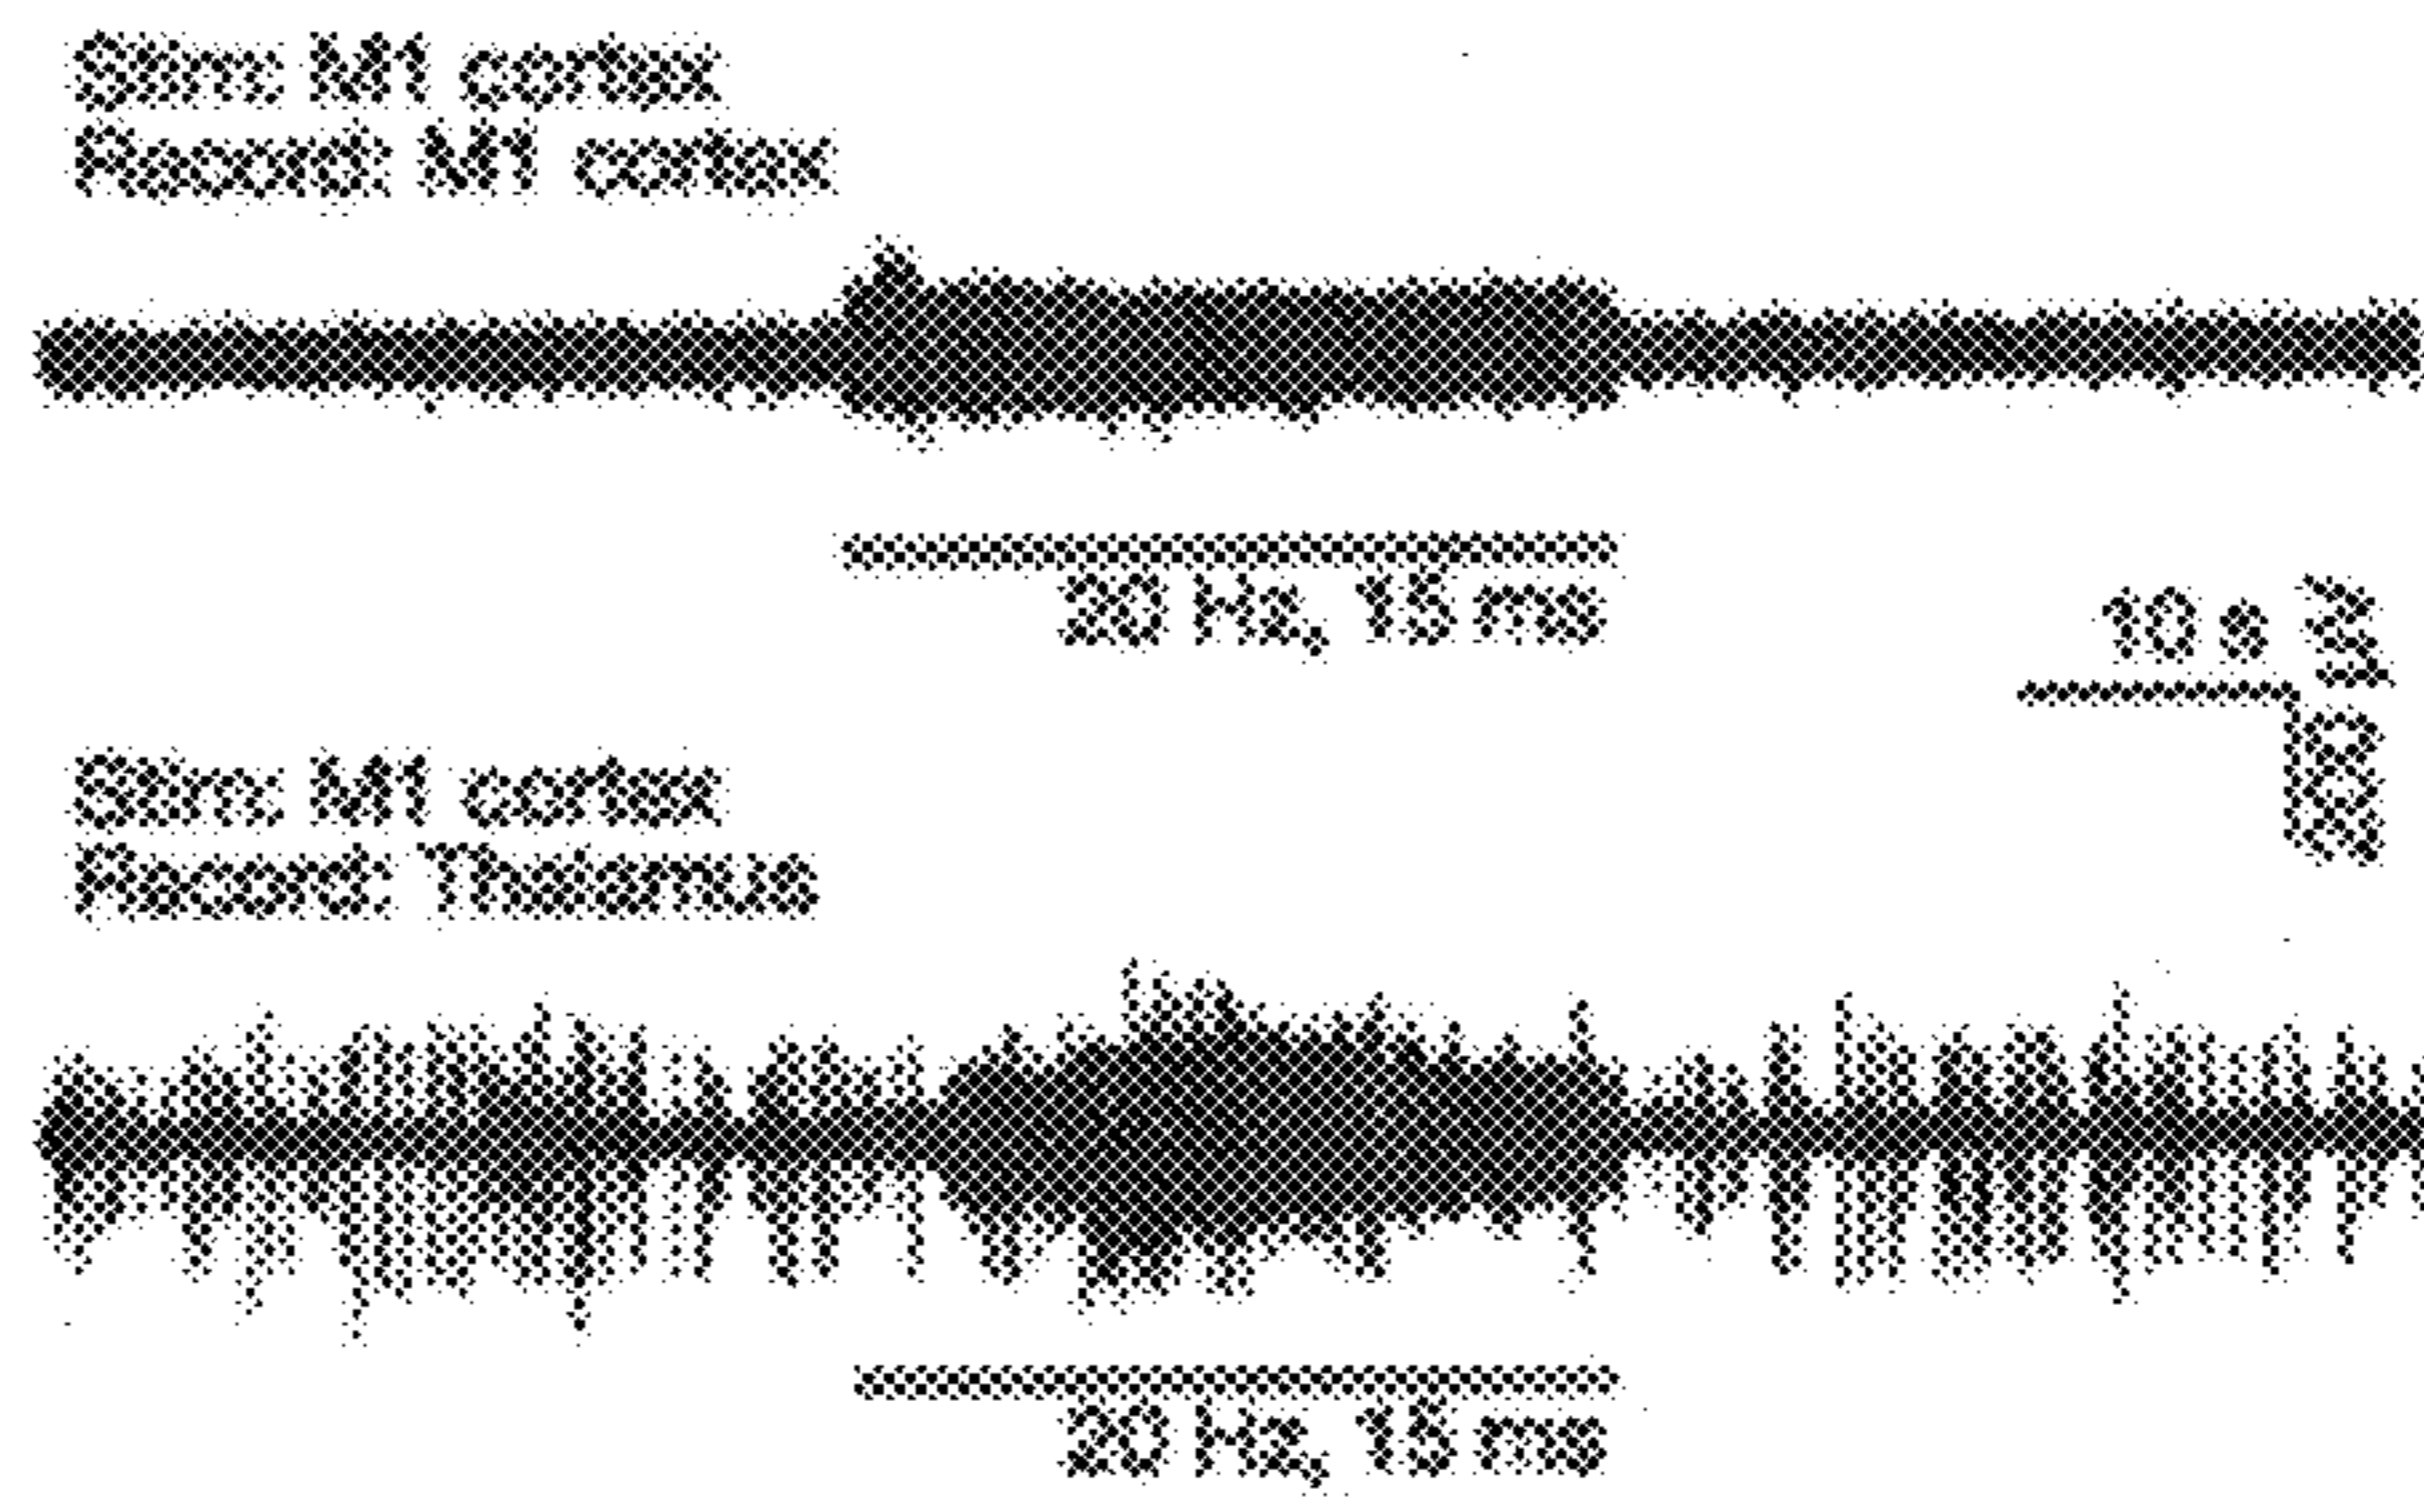 Stim: M1 cortex
Record: M1 cortex
20 Hz, 15 ms
10 s
Stim: M1 cortex
Record: Thalamus
20 Hz, 15 ms